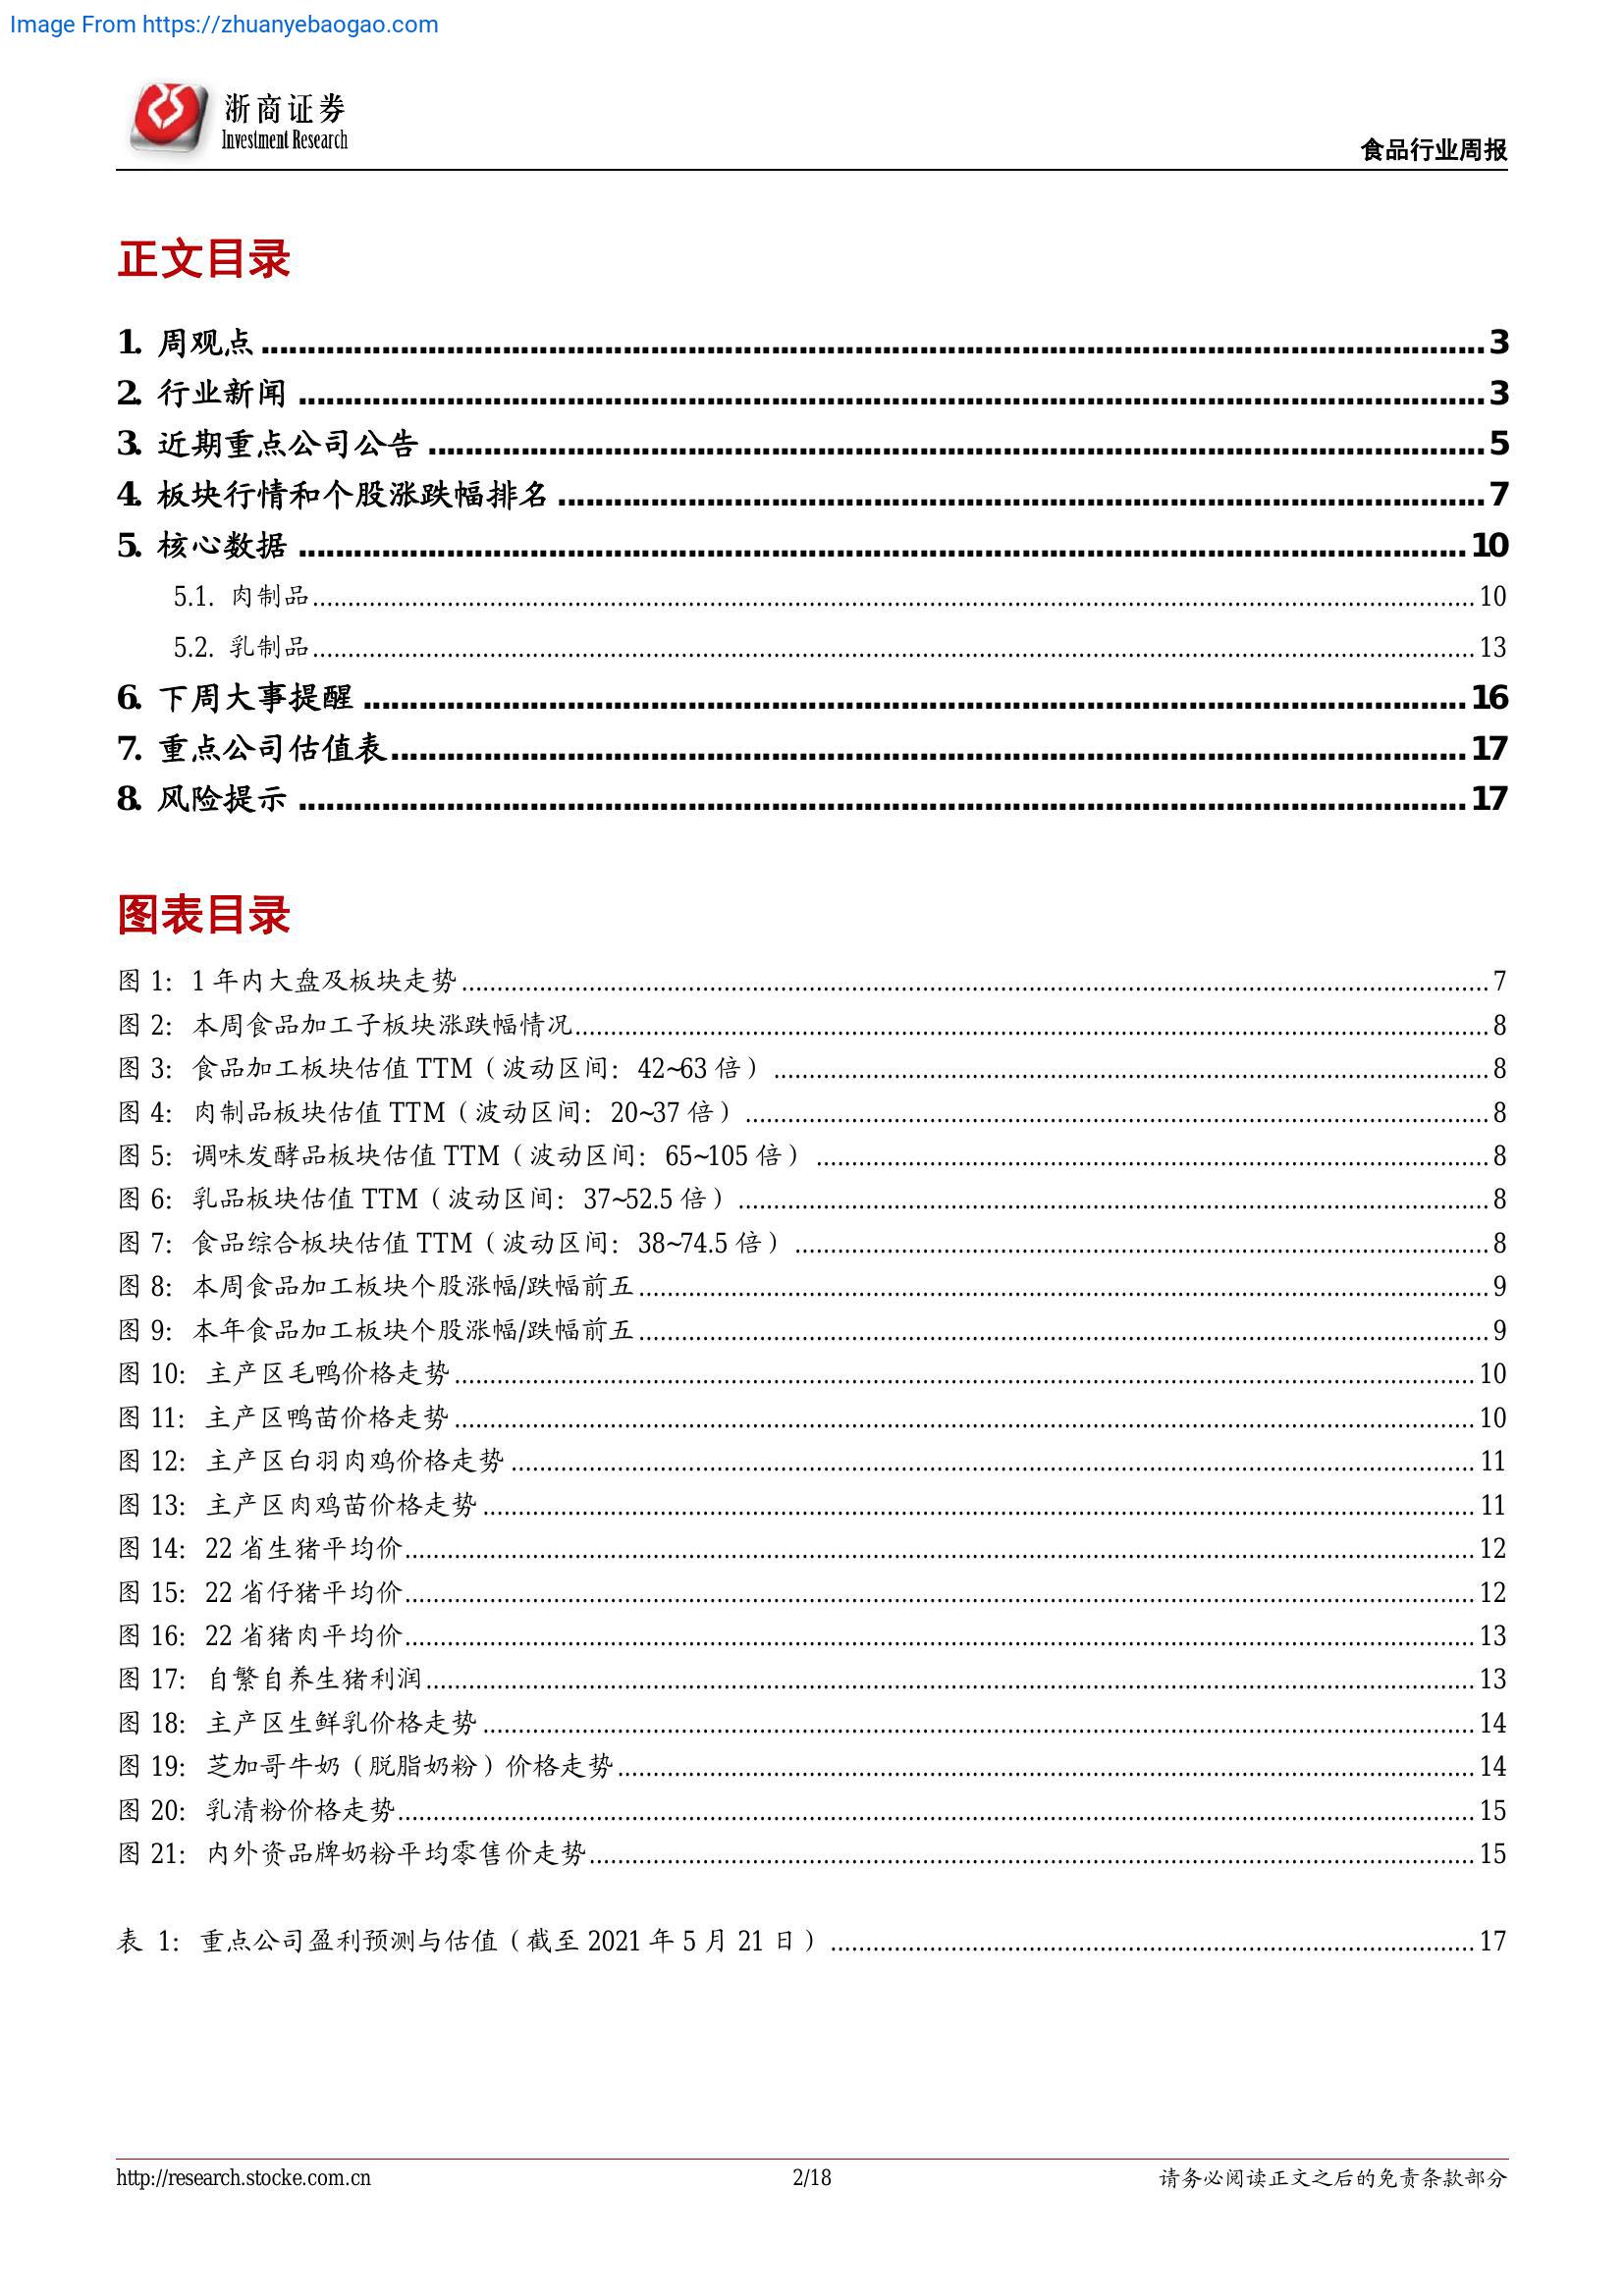 Image From https://zhuanyebaogao.com
浙商证券
Investment Research
食品行业周报
正文目录
1. 周观点 3
2. 行业新闻 3
3. 近期重点公司公告 5
4. 板块行情和个股涨跌幅排名 7
5. 核心数据 10
5.1. 肉制品 10
5.2. 乳制品 13
6. 下周大事提醒 16
7. 重点公司估值表 17
8. 风险提示 17
图表目录
图 1：1 年内大盘及板块走势 7
图 2：本周食品加工子板块涨跌幅情况 8
图 3：食品加工板块估值 TTM（波动区间：42~63 倍） 8
图 4：肉制品板块估值 TTM（波动区间：20~37 倍） 8
图 5：调味发酵品板块估值 TTM（波动区间：65~105 倍） 8
图 6：乳品板块估值 TTM（波动区间：37~52.5 倍） 8
图 7：食品综合板块估值 TTM（波动区间：38~74.5 倍） 8
图 8：本周食品加工板块个股涨幅/跌幅前五 9
图 9：本年食品加工板块个股涨幅/跌幅前五 9
图 10：主产区毛鸭价格走势 10
图 11：主产区鸭苗价格走势 10
图 12：主产区白羽肉鸡价格走势 11
图 13：主产区肉鸡苗价格走势 11
图 14：22 省生猪平均价 12
图 15：22 省仔猪平均价 12
图 16：22 省猪肉平均价 13
图 17：自繁自养生猪利润 13
图 18：主产区生鲜乳价格走势 14
图 19：芝加哥牛奶（脱脂奶粉）价格走势 14
图 20：乳清粉价格走势 15
图 21：内外资品牌奶粉平均零售价走势 15
表 1：重点公司盈利预测与估值（截至 2021 年 5 月 21 日） 17
http://research.stocke.com.cn 2/18 请务必阅读正文之后的免责条款部分